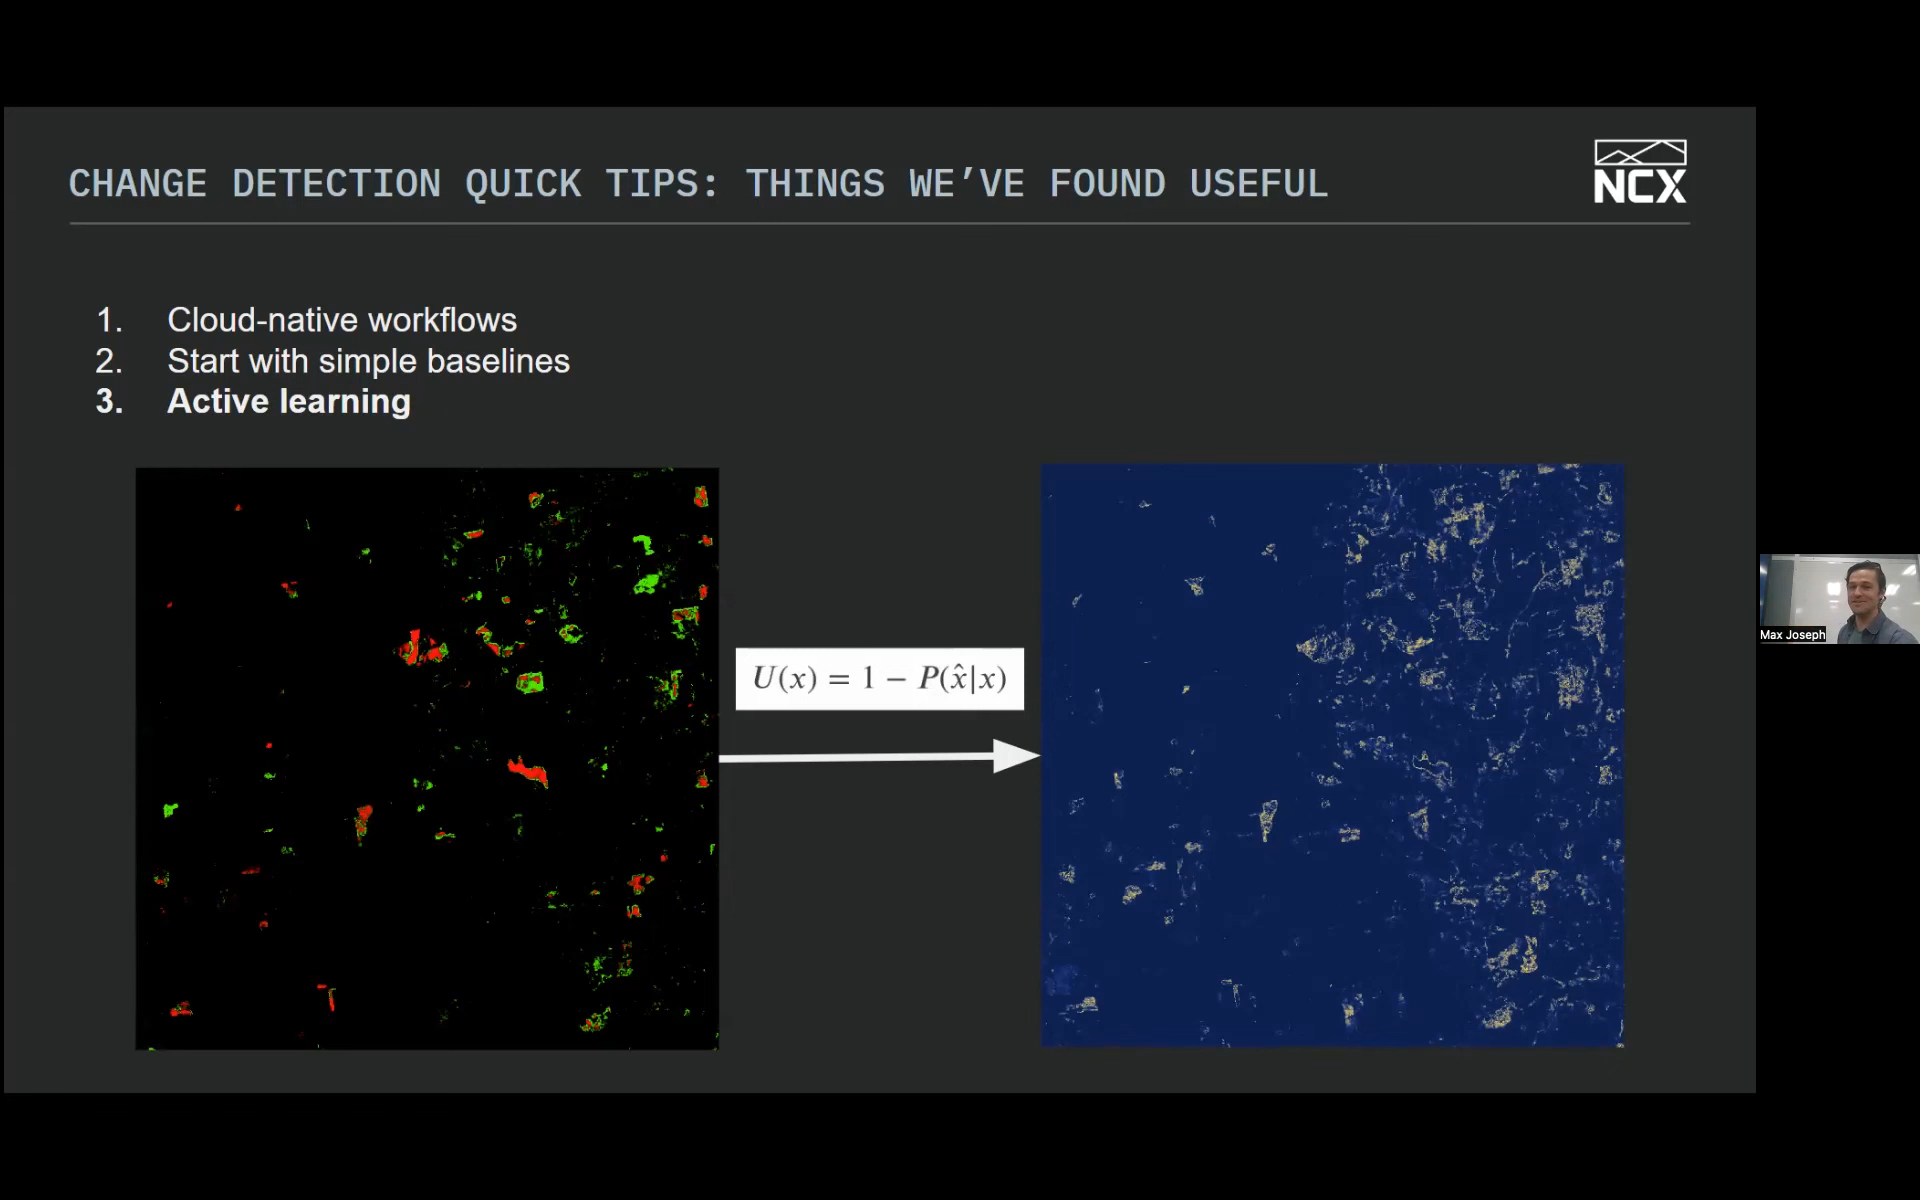 CHANGE DETECTION QUICK TIPS: THINGS WE’VE FOUND USEFUL
NCX
1. Cloud-native workflows
2. Start with simple baselines
3. Active learning
U(x) = 1 − P(x̂|x)
Max Joseph